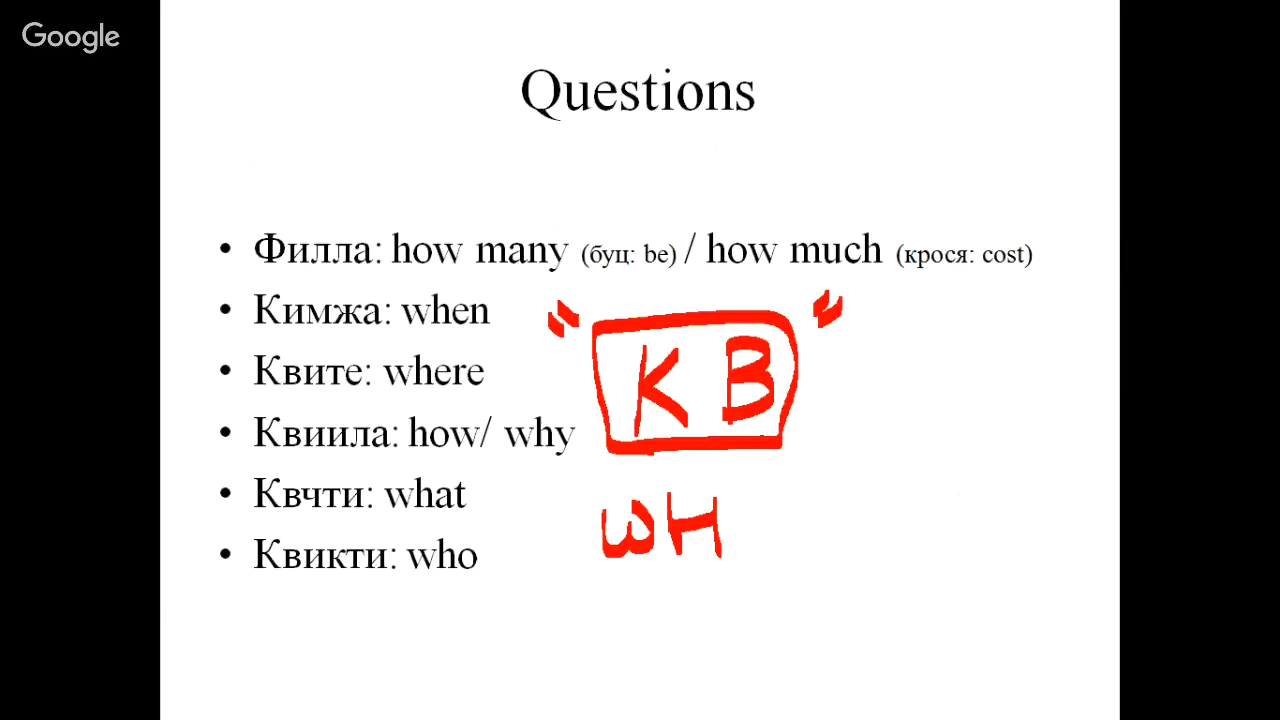 Google
Questions
• Филла: how many (буц: be) / how much (крося: cost)
• Кимжа: when
• Квите: where
• Квиила: how/ why
• Квчти: what
• Квикти: who
"КВ"
WH